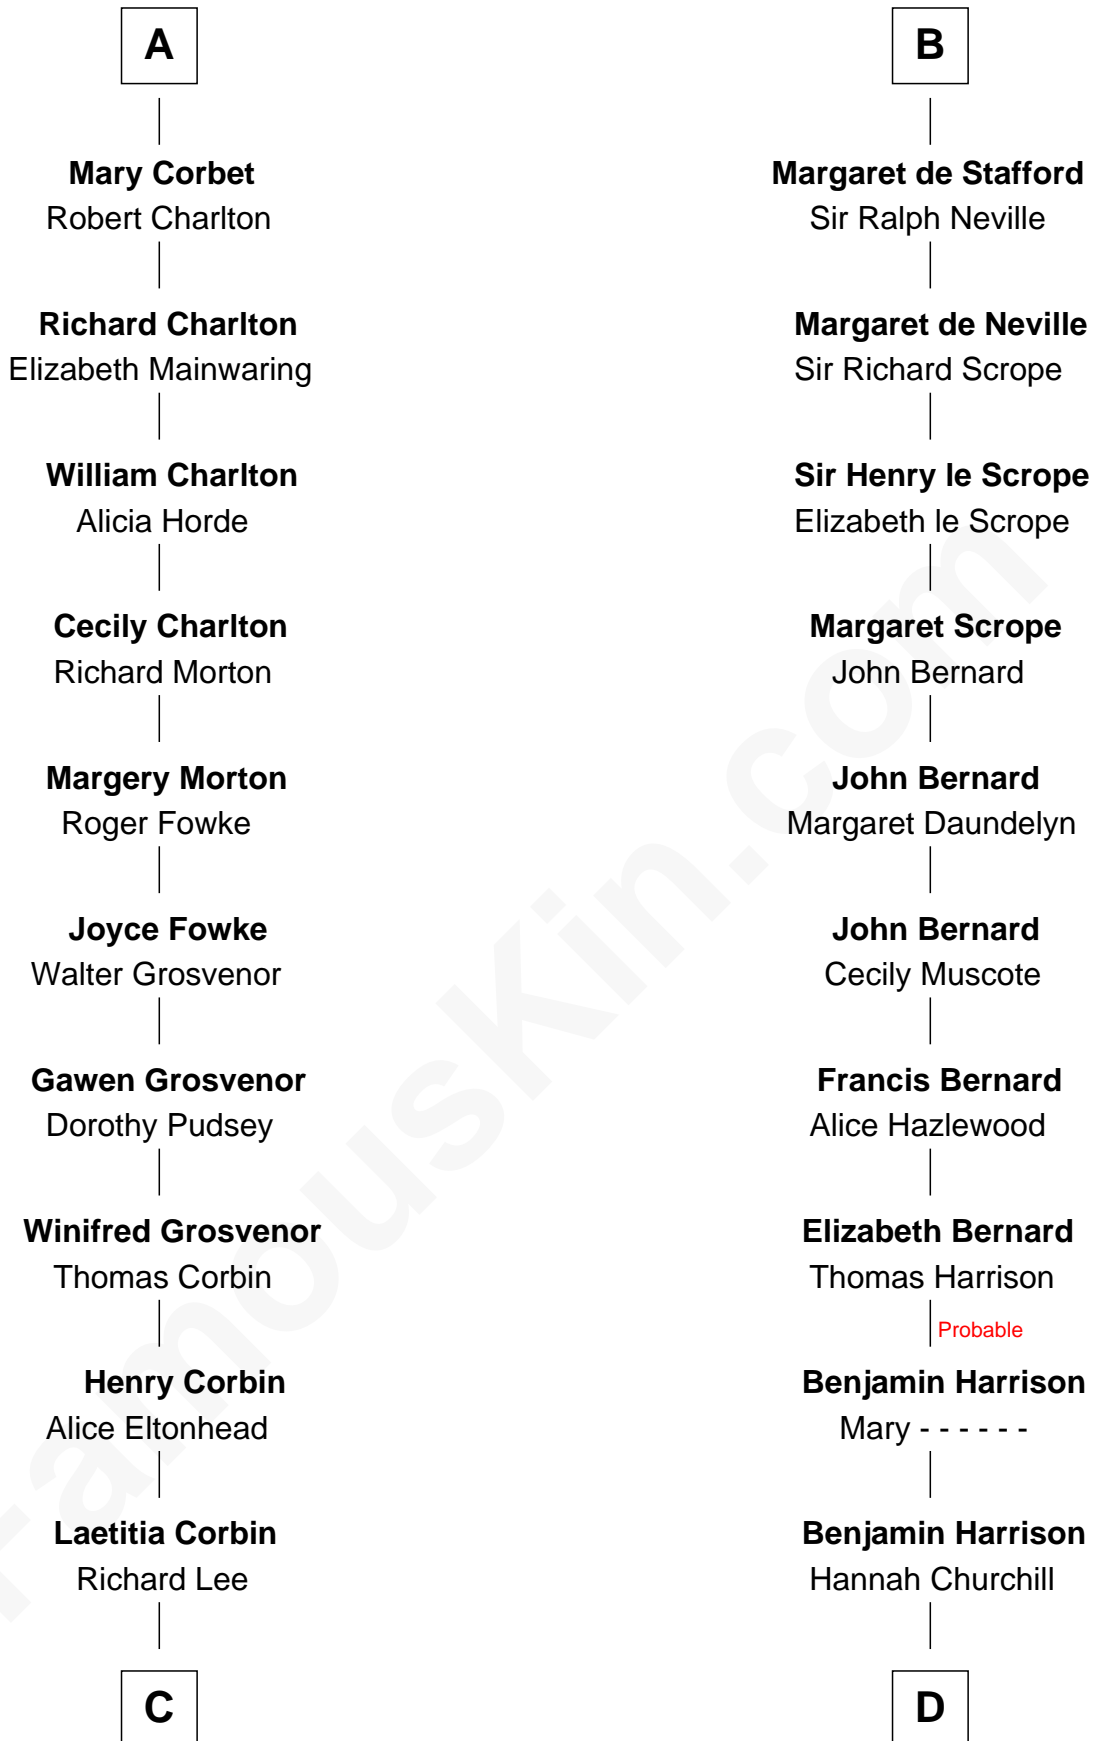 A
Mary Corbet
Robert Charlton
Richard Charlton
Elizabeth Mainwaring
William Charlton
Alicia Horde
Cecily Charlton
Richard Morton
Margery Morton
Roger Fowke
Joyce Fowke
Walter Grosvenor
Gawen Grosvenor
Dorothy Pudsey
Winifred Grosvenor
Thomas Corbin
Henry Corbin
Alice Eltonhead
Laetitia Corbin
Richard Lee
C
B
Margaret de Stafford
Sir Ralph Neville
Margaret de Neville
Sir Richard Scrope
Sir Henry le Scrope
Elizabeth le Scrope
Margaret Scrope
John Bernard
John Bernard
Margaret Daundelyn
John Bernard
Cecily Muscote
Francis Bernard
Alice Hazlewood
Elizabeth Bernard
Thomas Harrison
Probable
Benjamin Harrison
Mary - - - - - -
Benjamin Harrison
Hannah Churchill
D
FamousKin.com